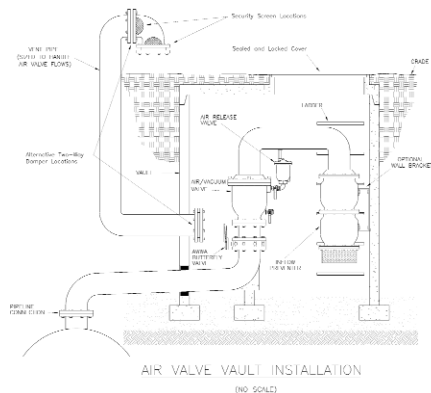 Security Screen Locations
VENT PIPE
(SIZED TO HANDLE
AIR VALVE FLOWS)
Sealed and Locked Cover
GRADE
LADDER
AIR RELEASE
VALVE
Alternative Two-Way
Damper Locations
VAULT
AIR/VACUUM
VALVE
OPTIONAL
WALL BRACKET
AWWA
BUTTERFLY
VALVE
INFLOW
PREVENTER
PIPELINE
CONNECTION
AIR VALVE VAULT INSTALLATION
(NO SCALE)